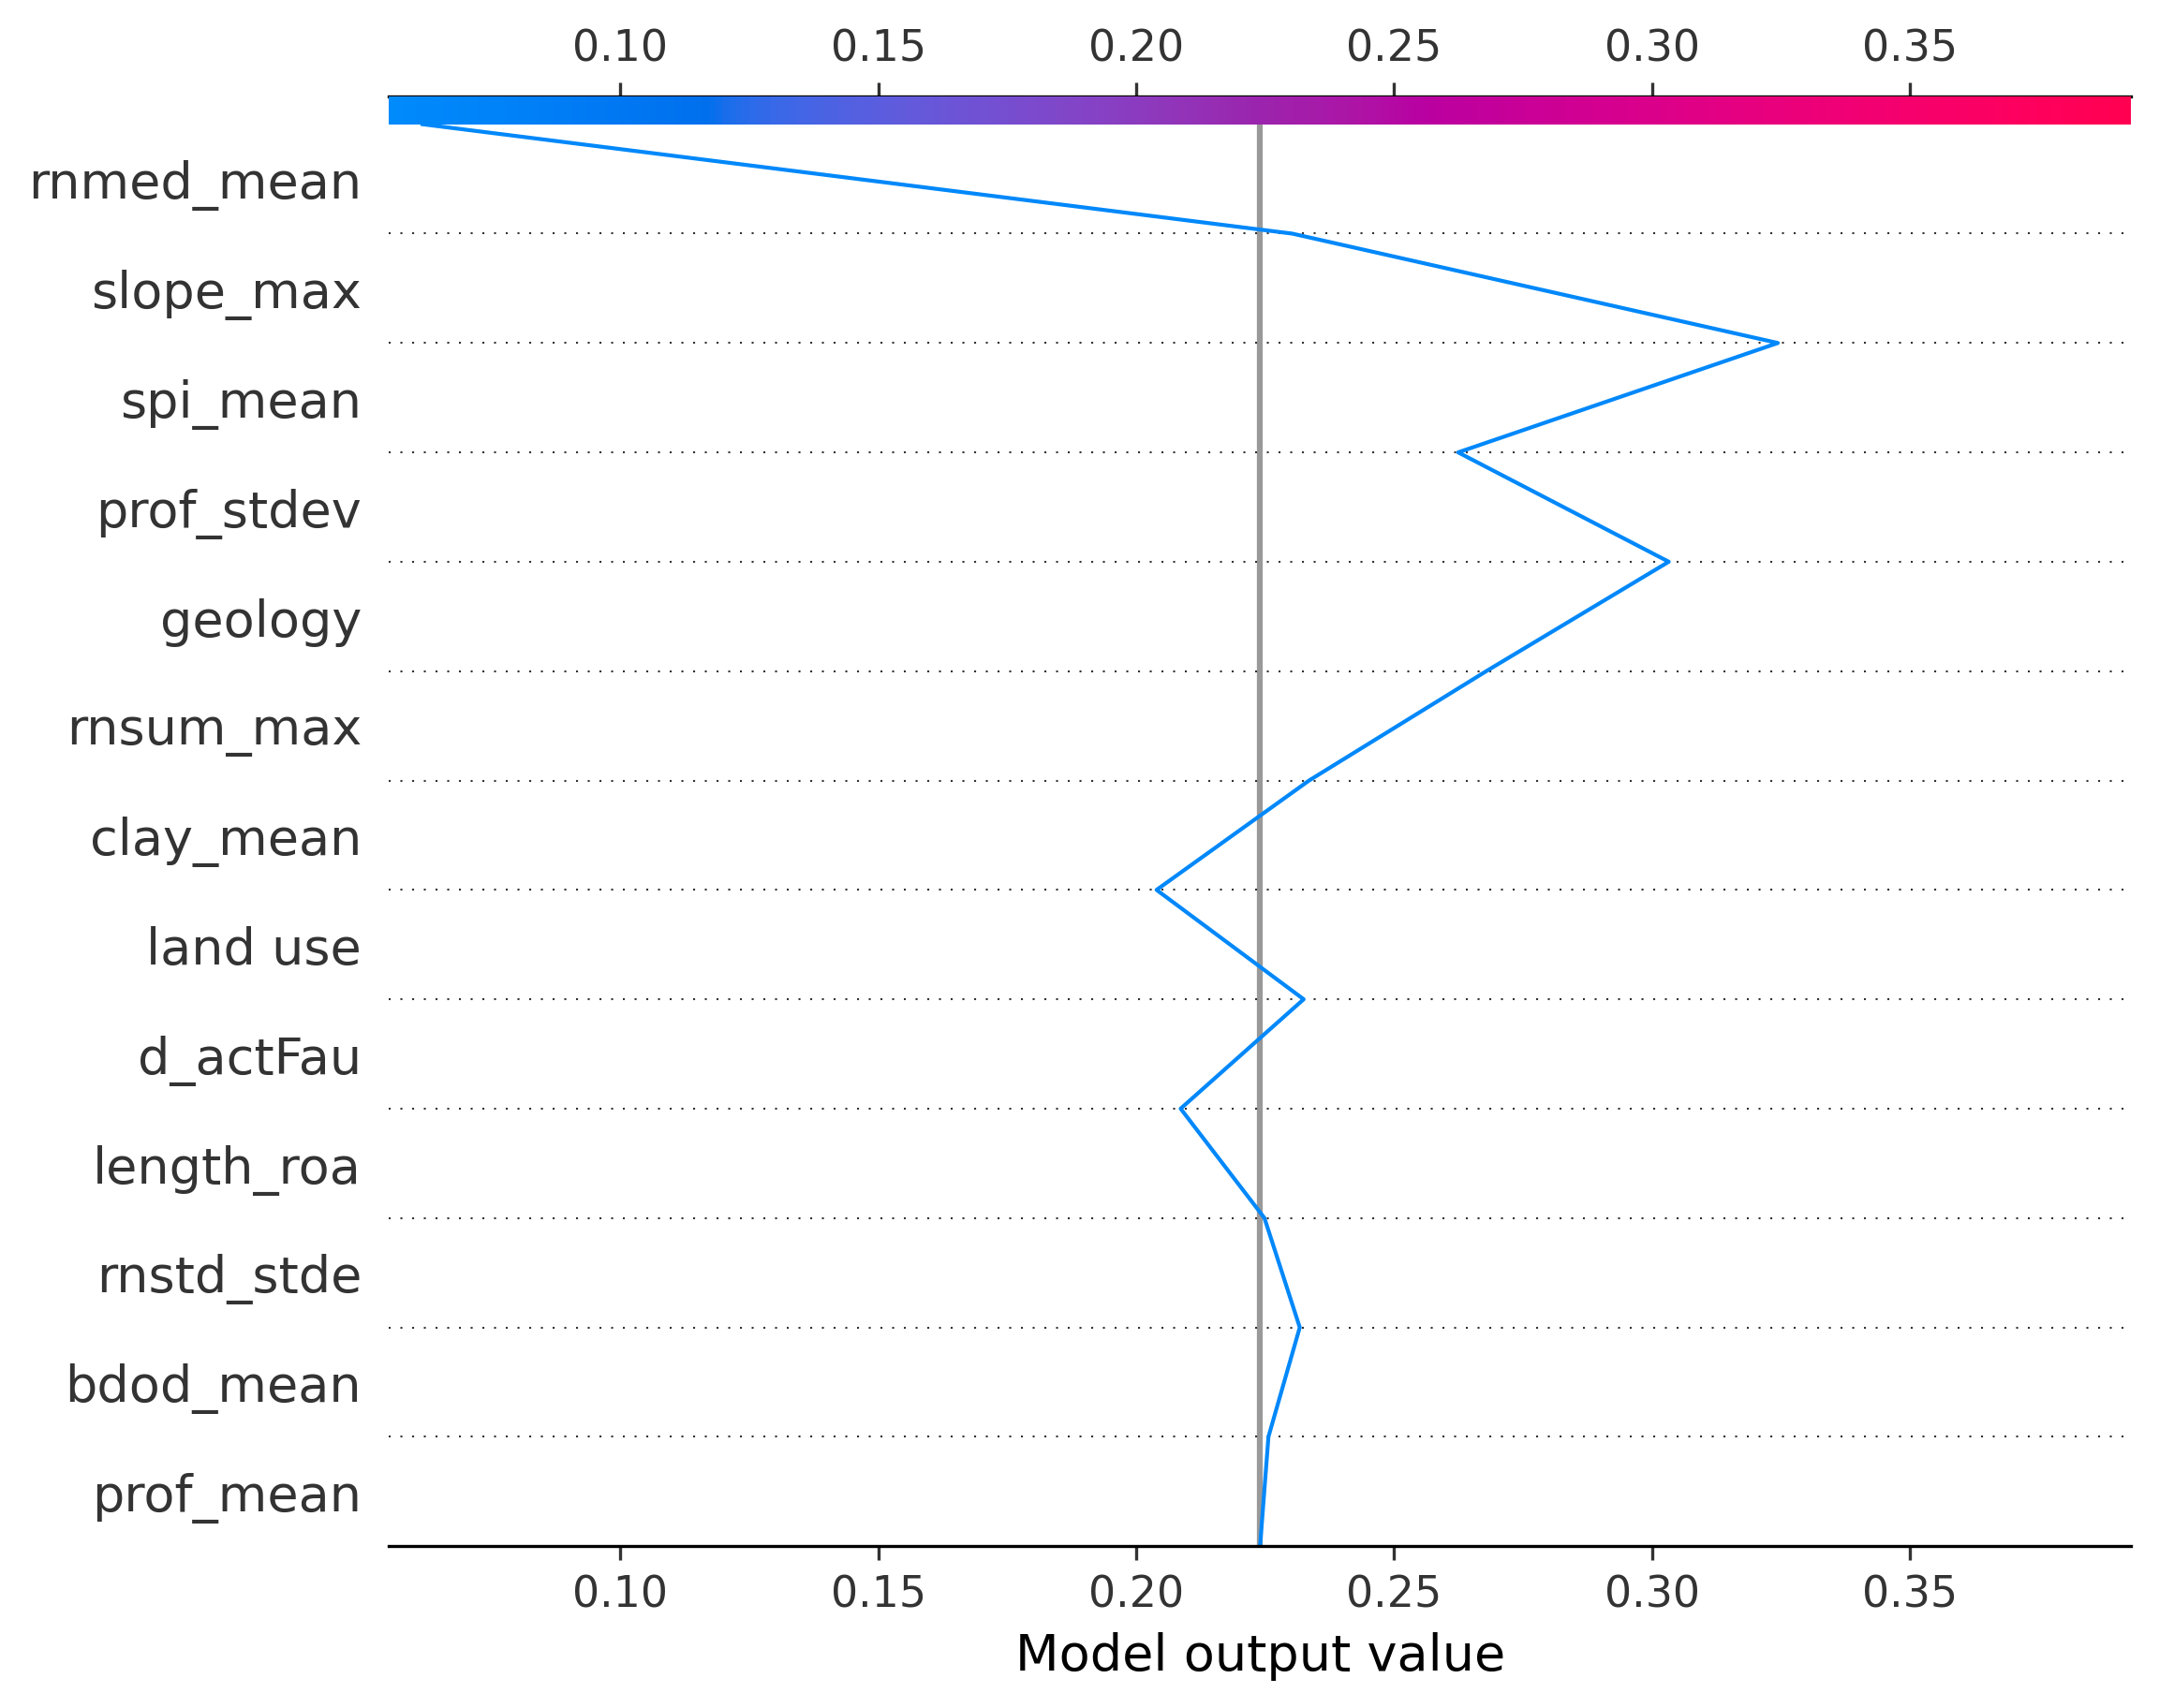 0.10 0.15 0.20 0.25 0.30 0.35
rnmed_mean
slope_max
spi_mean
prof_stdev
geology
rnsum_max
clay_mean
land use
d_actFau
length_roa
rnstd_stde
bdod_mean
prof_mean
0.10 0.15 0.20 0.25 0.30 0.35
Model output value